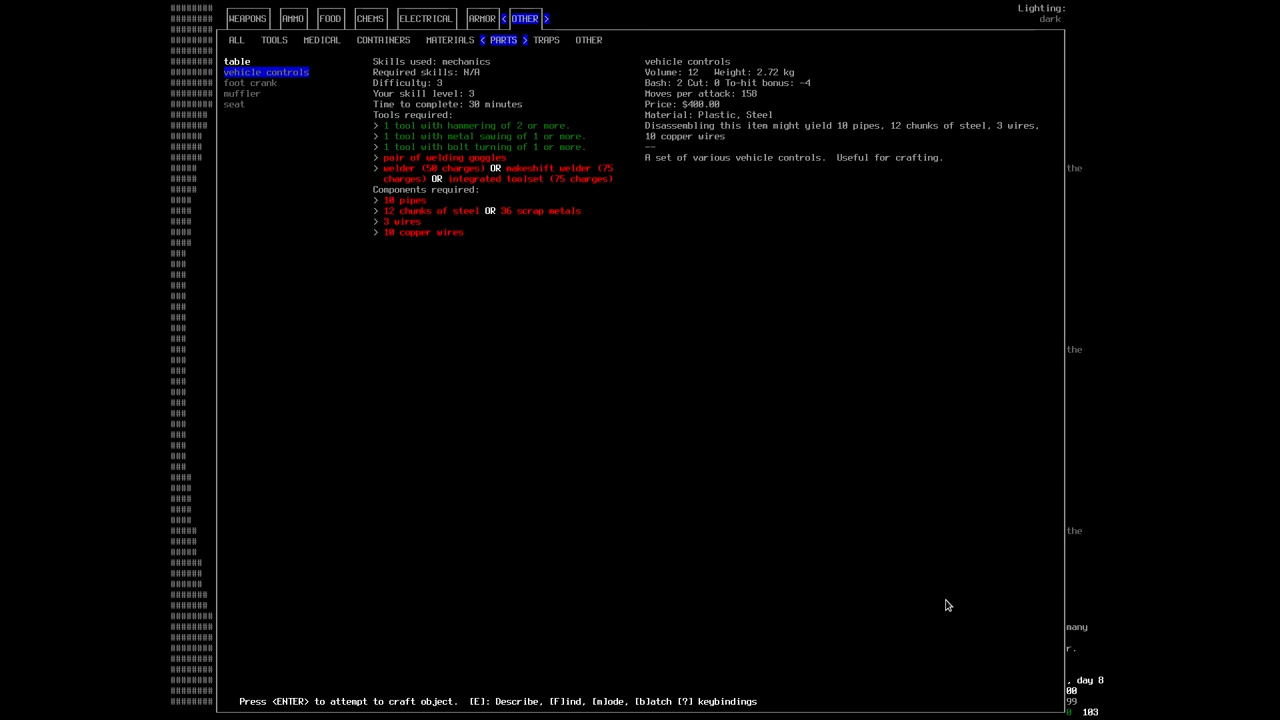 Lighting:
dark
WEAPONS AMMO FOOD CHEMS ELECTRICAL ARMOR < OTHER >
ALL TOOLS MEDICAL CONTAINERS MATERIALS < PARTS > TRAPS OTHER
table
vehicle controls
foot crank
muffler
seat
Skills used: mechanics
Required skills: N/A
Difficulty: 3
Your skill level: 3
Time to complete: 30 minutes
Tools required:
> 1 tool with hammering of 2 or more.
> 1 tool with metal sawing of 1 or more.
> 1 tool with bolt turning of 1 or more.
> pair of welding goggles
> welder (50 charges) OR makeshift welder (75
charges) OR integrated toolset (75 charges)
Components required:
> 10 pipes
> 12 chunks of steel OR 36 scrap metals
> 3 wires
> 10 copper wires
vehicle controls
Volume: 12 Weight: 2.72 kg
Bash: 2 Cut: 0 To-hit bonus: -4
Moves per attack: 158
Price: $400.00
Material: Plastic, Steel
Disassembling this item might yield 10 pipes, 12 chunks of steel, 3 wires,
10 copper wires
--
A set of various vehicle controls. Useful for crafting.
the
the
the
many
r.
, day 8
00
99
0 103
Press <ENTER> to attempt to craft object. [E]: Describe, [F]ind, [m]ode, [b]atch [?] keybindings